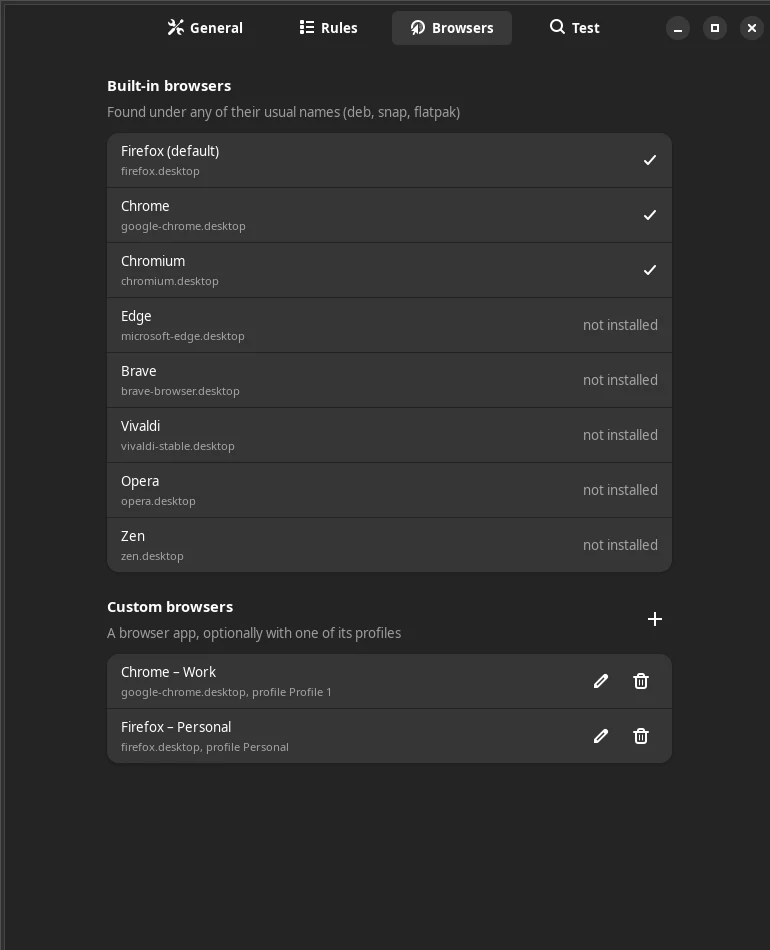 General
Rules
Browsers
Test
Built-in browsers
Found under any of their usual names (deb, snap, flatpak)
Firefox (default)
firefox.desktop
Chrome
google-chrome.desktop
Chromium
chromium.desktop
Edge
microsoft-edge.desktop
not installed
Brave
brave-browser.desktop
not installed
Vivaldi
vivaldi-stable.desktop
not installed
Opera
opera.desktop
not installed
Zen
zen.desktop
not installed
Custom browsers
A browser app, optionally with one of its profiles
Chrome – Work
google-chrome.desktop, profile Profile 1
Firefox – Personal
firefox.desktop, profile Personal